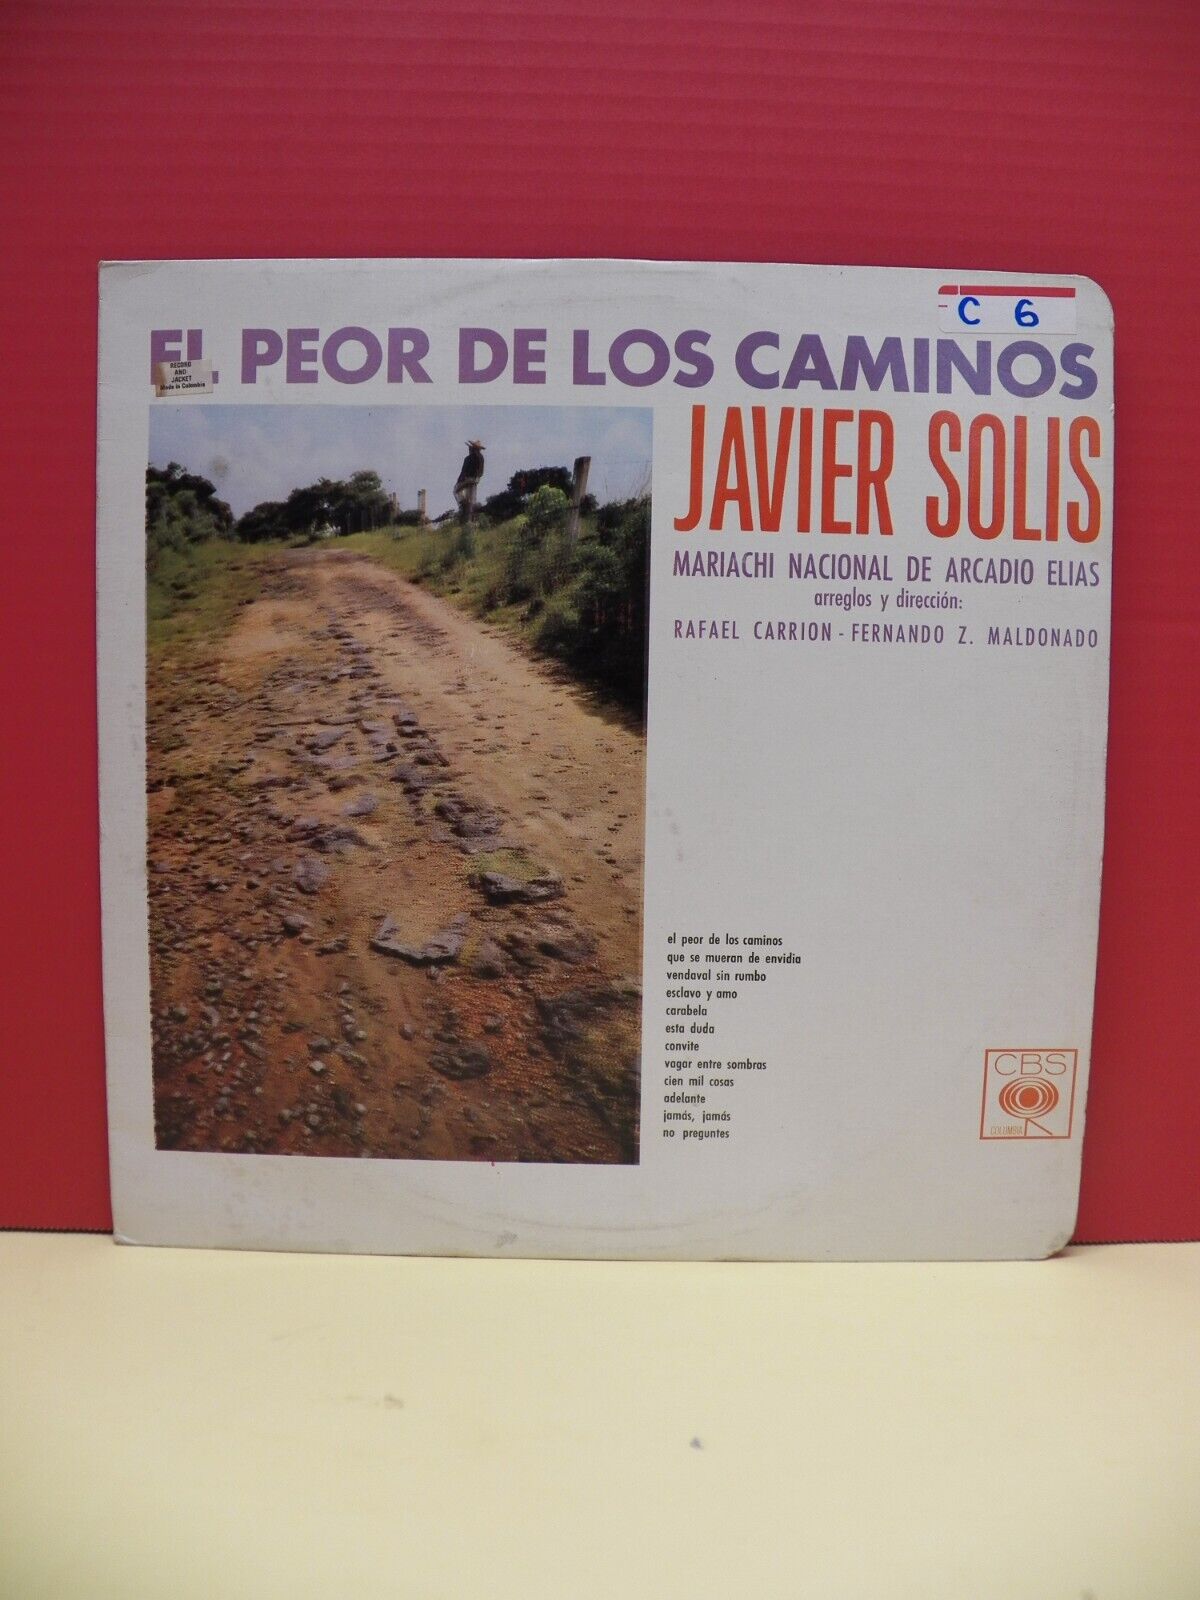 C 6
EL PEOR DE LOS CAMINOS
RECORD
AND
JACKET
Made in Colombia
JAVIER SOLIS
MARIACHI NACIONAL DE ARCADIO ELIAS
arreglos y dirección:
RAFAEL CARRION - FERNANDO Z. MALDONADO
el peor de los caminos
que se mueran de envidia
vendaval sin rumbo
esclavo y amo
carabela
esta duda
convite
vagar entre sombras
cien mil cosas
adelante
jamás, jamás
no preguntes
CBS
COLUMBIA